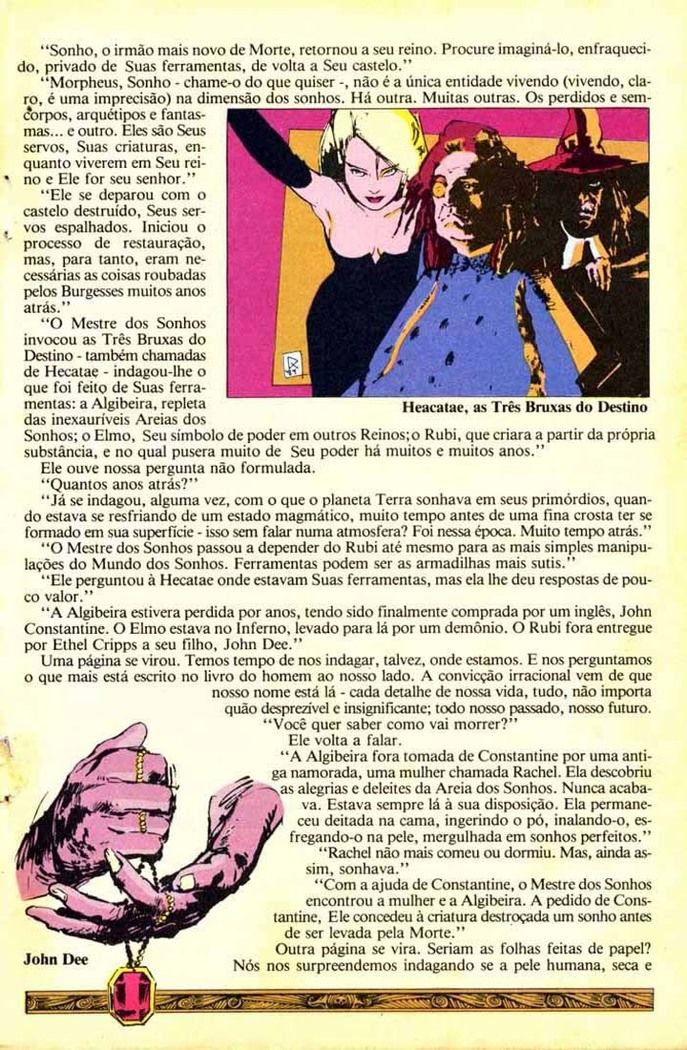 “Sonho, o irmão mais novo de Morte, retornou a seu reino. Procure imaginá-lo, enfraqueci-
do, privado de Suas ferramentas, de volta a Seu castelo.”
“Morpheus, Sonho - chame-o do que quiser -, não é a única entidade vivendo (vivendo, cla-
ro, é uma imprecisão) na dimensão dos sonhos. Há outra. Muitas outras. Os perdidos e sem-
corpos, arquétipos e fantas-
mas... e outro. Eles são Seus
servos, Suas criaturas, en-
quanto viverem em Seu rei-
no e Ele for seu senhor.”
“Ele se deparou com o
castelo destruído, Seus ser-
vos espalhados. Iniciou o
processo de restauração,
mas, para tanto, eram ne-
cessárias as coisas roubadas
pelos Burgesses muitos anos
atrás.”
“O Mestre dos Sonhos
invocou as Três Bruxas do
Destino - também chamadas
de Hecatae - indagou-lhe o
que foi feito de Suas ferra-
mentas: a Algibeira, repleta
das inexauríveis Areias dos
Heacatae, as Três Bruxas do Destino
Sonhos; o Elmo, Seu símbolo de poder em outros Reinos; o Rubi, que criara a partir da própria
substância, e no qual pusera muito de Seu poder há muitos e muitos anos.”
Ele ouve nossa pergunta não formulada.
“Quantos anos atrás?”
“Já se indagou, alguma vez, com o que o planeta Terra sonhava em seus primórdios, quan-
do estava se resfriando de um estado magmático, muito tempo antes de uma fina crosta ter se
formado em sua superfície - isso sem falar numa atmosfera? Foi nessa época. Muito tempo atrás.”
“O Mestre dos Sonhos passou a depender do Rubi até mesmo para as mais simples manipu-
lações do Mundo dos Sonhos. Ferramentas podem ser as armadilhas mais sutis.”
“Ele perguntou à Hecatae onde estavam Suas ferramentas, mas ela lhe deu respostas de pou-
co valor.”
“A Algibeira estivera perdida por anos, tendo sido finalmente comprada por um inglês, John
Constantine. O Elmo estava no Inferno, levado para lá por um demônio. O Rubi fora entregue
por Ethel Cripps a seu filho, John Dee.”
Uma página se virou. Temos tempo de nos indagar, talvez, onde estamos. E nos perguntamos
o que mais está escrito no livro do homem ao nosso lado. A convicção irracional vem de que
nosso nome está lá - cada detalhe de nossa vida, tudo, não importa
quão desprezível e insignificante; todo nosso passado, nosso futuro.
“Você quer saber como vai morrer?”
Ele volta a falar.
“A Algibeira fora tomada de Constantine por uma anti-
ga namorada, uma mulher chamada Rachel. Ela descobriu
as alegrias e deleites da Areia dos Sonhos. Nunca acaba-
va. Estava sempre lá à sua disposição. Ela permane-
ceu deitada na cama, ingerindo o pó, inalando-o, es-
fregando-o na pele, mergulhada em sonhos perfeitos.”
“Rachel não mais comeu ou dormiu. Mas, ainda as-
sim, sonhava.”
“Com a ajuda de Constantine, o Mestre dos Sonhos
encontrou a mulher e a Algibeira. A pedido de Cons-
tantine, Ele concedeu à criatura destroçada um sonho antes
de ser levada pela Morte.”
Outra página se vira. Seriam as folhas feitas de papel?
Nós nos surpreendemos indagando se a pele humana, seca e
John Dee